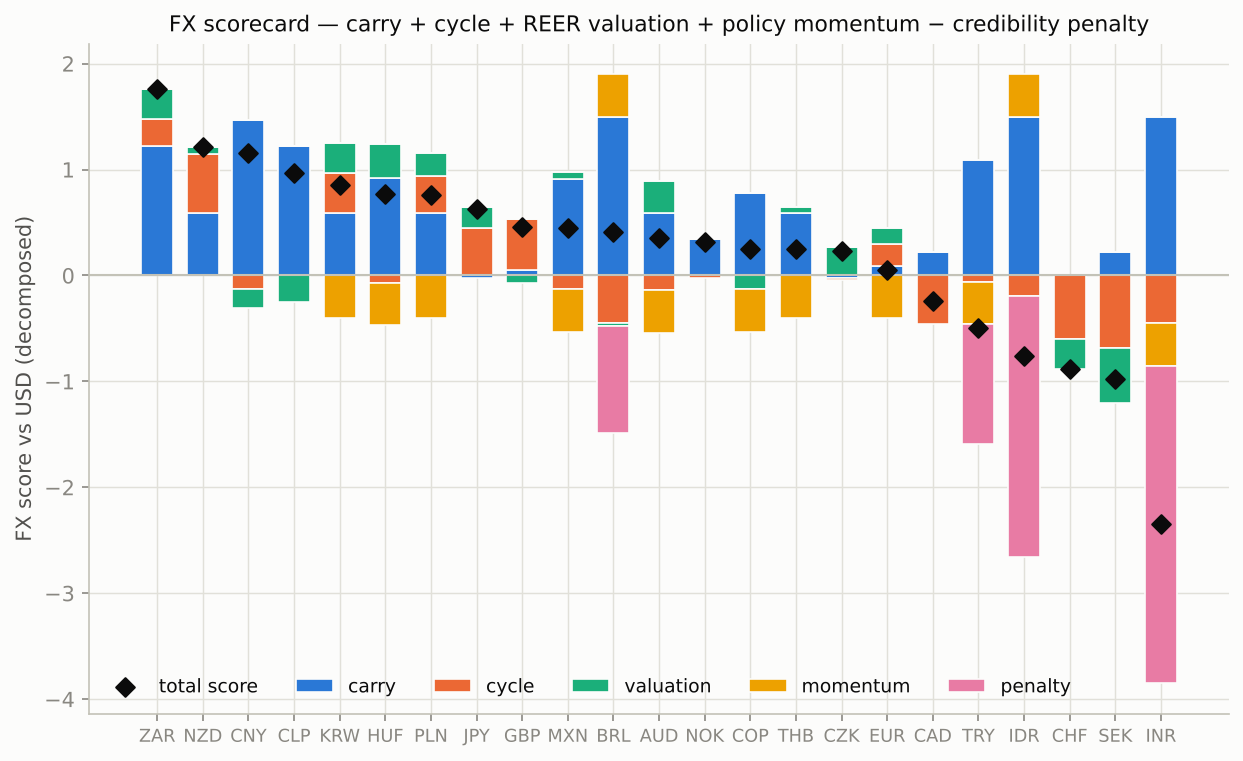 FX scorecard — carry + cycle + REER valuation + policy momentum − credibility penalty
FX score vs USD (decomposed)
2
1
0
−1
−2
−3
−4
total score carry cycle valuation momentum penalty
ZAR NZD CNY CLP KRW HUF PLN JPY GBP MXN BRL AUD NOK COP THB CZK EUR CAD TRY IDR CHF SEK INR